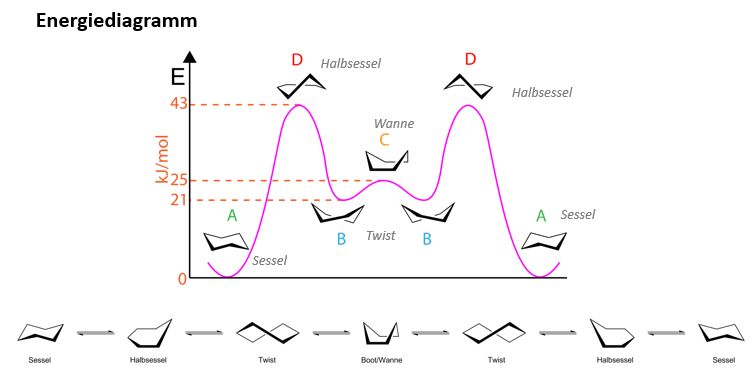 Energiediagramm
D
Halbsessel
D
Halbsessel
E
43
Wanne
C
kJ/mol
25
21
A
Sessel
B
Twist
B
A
Sessel
0
Sessel
Halbsessel
Twist
Boot/Wanne
Twist
Halbsessel
Sessel